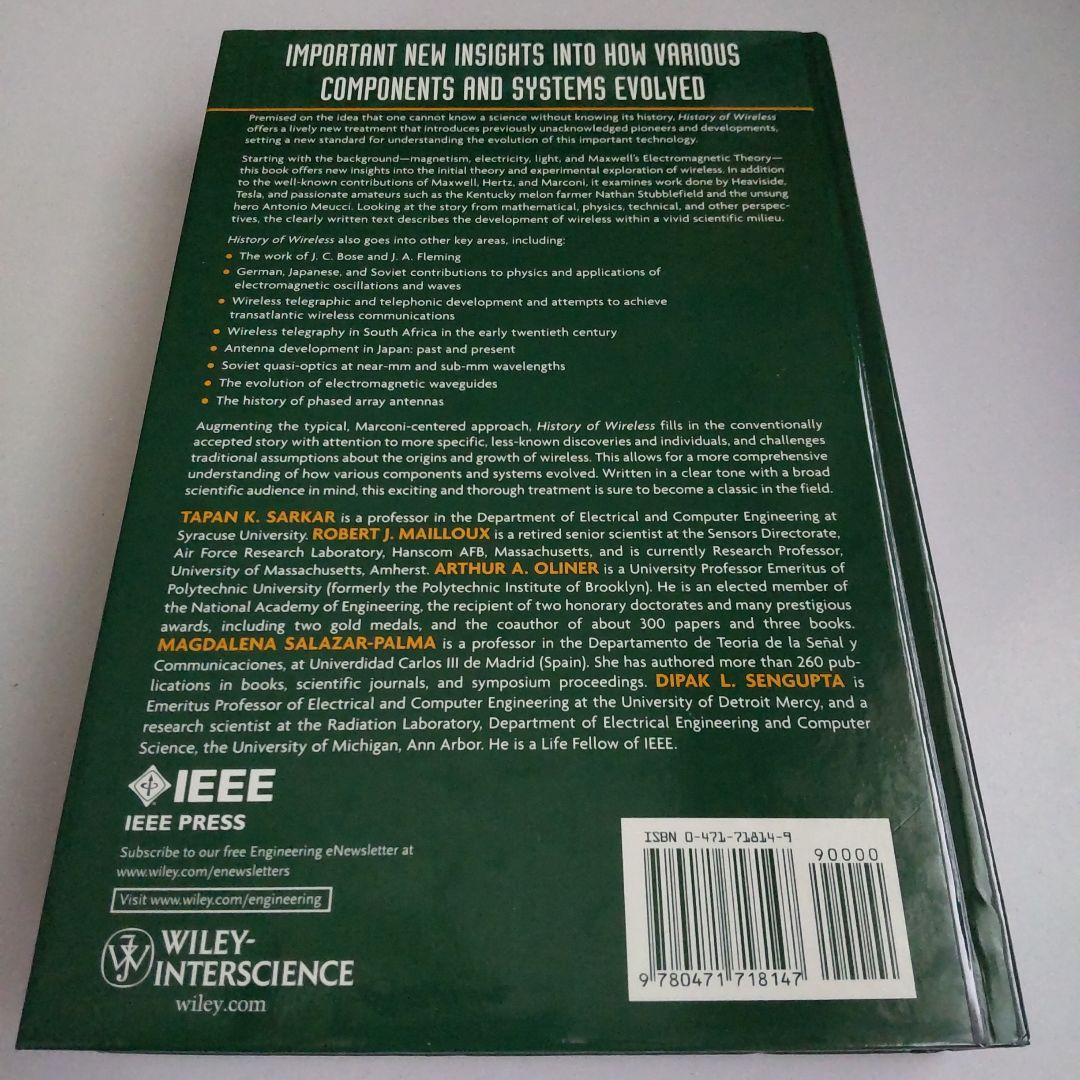 IMPORTANT NEW INSIGHTS INTO HOW VARIOUS
COMPONENTS AND SYSTEMS EVOLVED
Premised on the idea that one cannot know a science without knowing its history, History of Wireless
offers a lively new treatment that introduces previously unacknowledged pioneers and developments,
setting a new standard for understanding the evolution of this important technology.
Starting with the background—magnetism, electricity, light, and Maxwell's Electromagnetic Theory—
this book offers new insights into the initial theory and experimental exploration of wireless. In addition
to the well-known contributions of Maxwell, Hertz, and Marconi, it examines work done by Heaviside,
Tesla, and passionate amateurs such as the Kentucky melon farmer Nathan Stubblefield and the unsung
hero Antonio Meucci. Looking at the story from mathematical, physics, technical, and other perspec-
tives, the clearly written text describes the development of wireless within a vivid scientific milieu.
History of Wireless also goes into other key areas, including:
• The work of J. C. Bose and J. A. Fleming
• German, Japanese, and Soviet contributions to physics and applications of
electromagnetic oscillations and waves
• Wireless telegraphic and telephonic development and attempts to achieve
transatlantic wireless communications
• Wireless telegraphy in South Africa in the early twentieth century
• Antenna development in Japan: past and present
• Soviet quasi-optics at near-mm and sub-mm wavelengths
• The evolution of electromagnetic waveguides
• The history of phased array antennas
Augmenting the typical, Marconi-centered approach, History of Wireless fills in the conventionally
accepted story with attention to more specific, less-known discoveries and individuals, and challenges
traditional assumptions about the origins and growth of wireless. This allows for a more comprehensive
understanding of how various components and systems evolved. Written in a clear tone with a broad
scientific audience in mind, this exciting and thorough treatment is sure to become a classic in the field.
TAPAN K. SARKAR is a professor in the Department of Electrical and Computer Engineering at
Syracuse University. ROBERT J. MAILLOUX is a retired senior scientist at the Sensors Directorate,
Air Force Research Laboratory, Hanscom AFB, Massachusetts, and is currently Research Professor,
University of Massachusetts, Amherst. ARTHUR A. OLINER is a University Professor Emeritus of
Polytechnic University (formerly the Polytechnic Institute of Brooklyn). He is an elected member of
the National Academy of Engineering, the recipient of two honorary doctorates and many prestigious
awards, including two gold medals, and the coauthor of about 300 papers and three books.
MAGDALENA SALAZAR-PALMA is a professor in the Departamento de Teoria de la Señal y
Communicaciones, at Univerdidad Carlos III de Madrid (Spain). She has authored more than 260 pub-
lications in books, scientific journals, and symposium proceedings. DIPAK L. SENGUPTA is
Emeritus Professor of Electrical and Computer Engineering at the University of Detroit Mercy, and a
research scientist at the Radiation Laboratory, Department of Electrical Engineering and Computer
Science, the University of Michigan, Ann Arbor. He is a Life Fellow of IEEE.
IEEE
IEEE PRESS
Subscribe to our free Engineering eNewsletter at
www.wiley.com/enewsletters
Visit www.wiley.com/engineering
WILEY-
INTERSCIENCE
wiley.com
ISBN 0-471-71814-9
90000
9 780471 718147